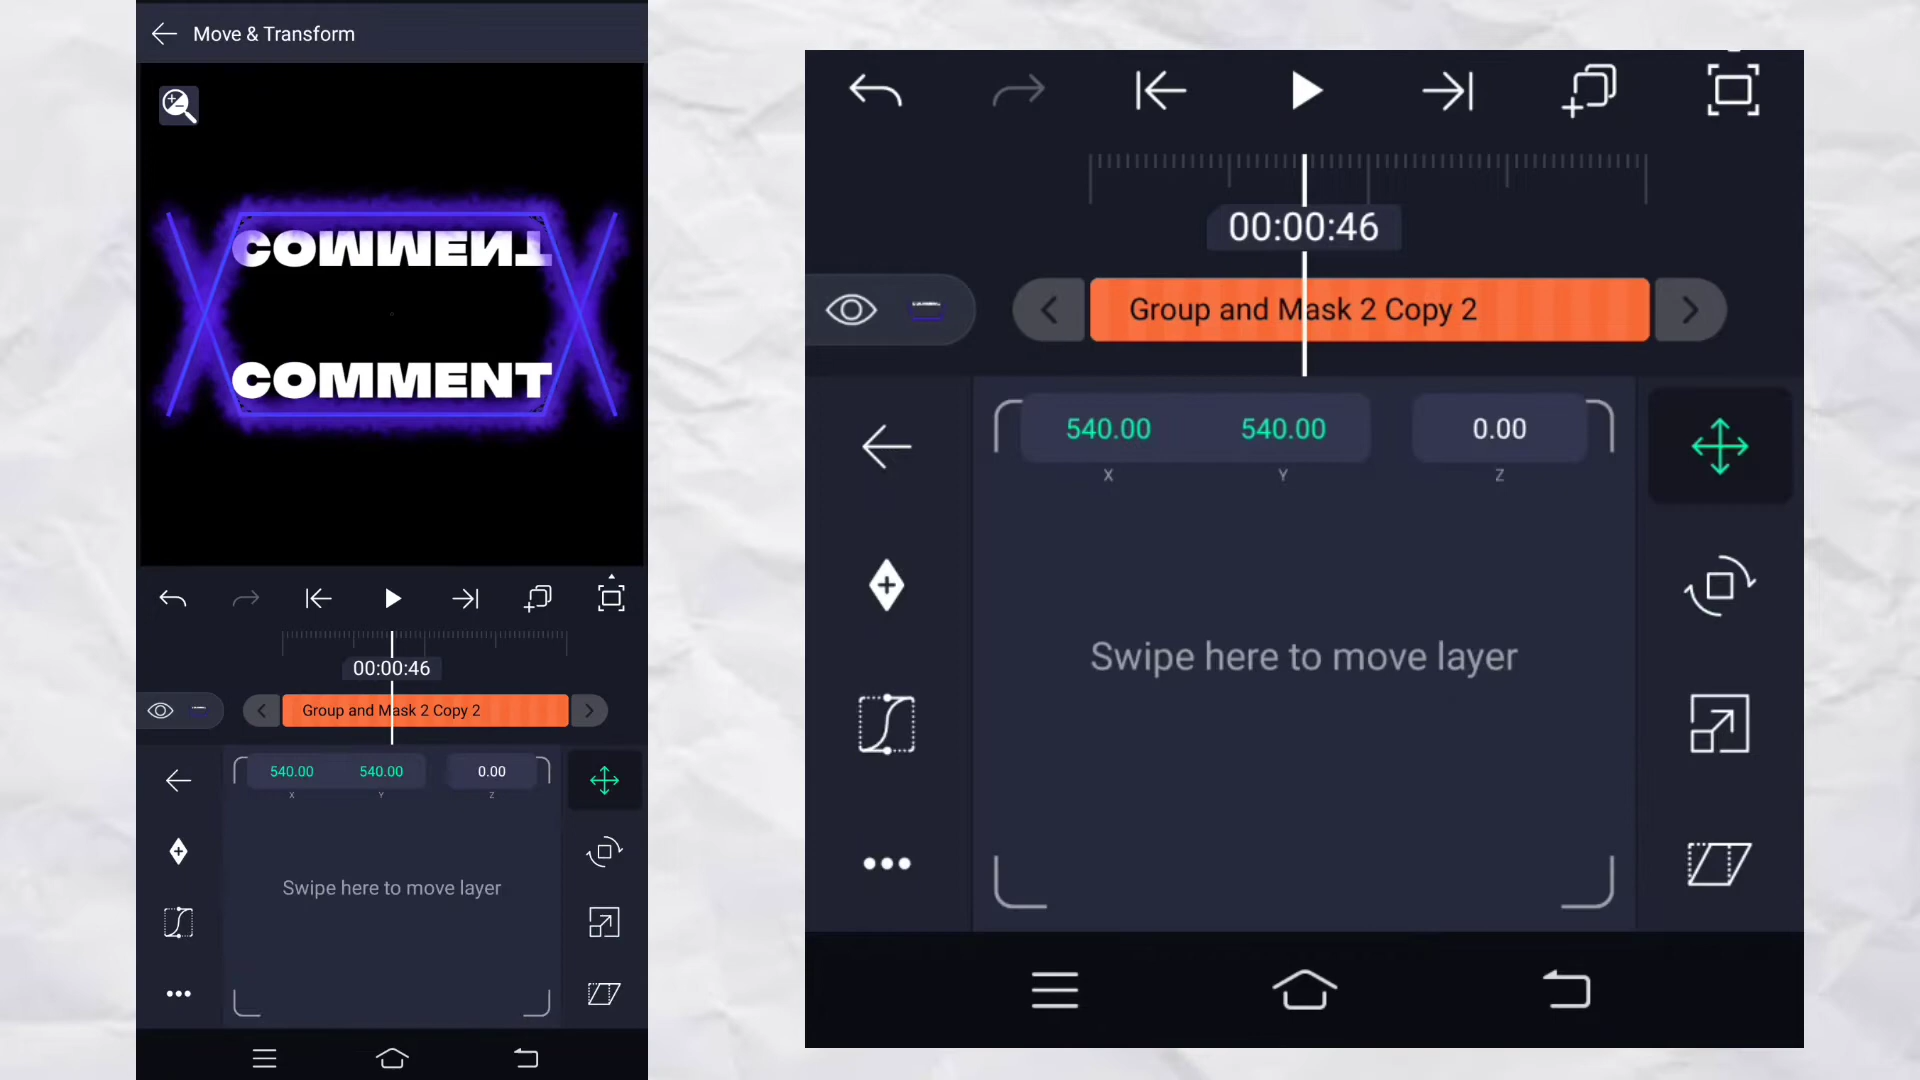 Move & Transform
COMMENT
COMMENT
00:00:46
Group and Mask 2 Copy 2
540.00 540.00 0.00
X Y Z
Swipe here to move layer
00:00:46
Group and Mask 2 Copy 2
540.00 540.00 0.00
X Y Z
Swipe here to move layer